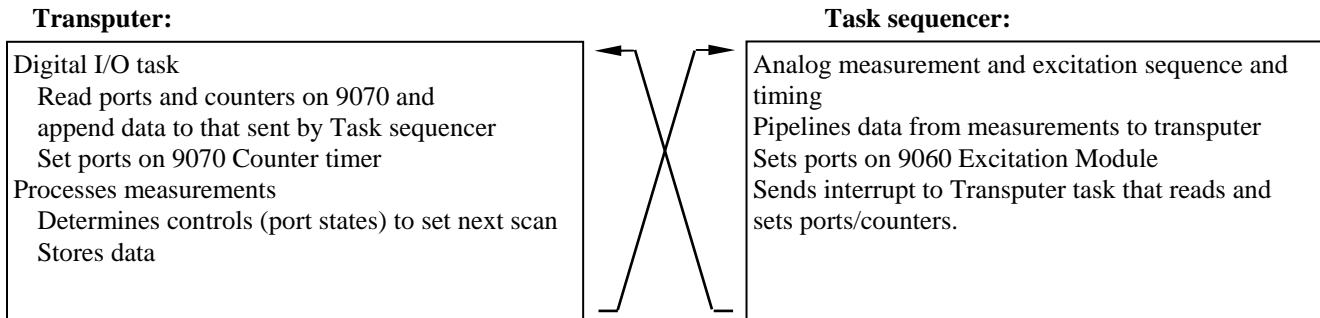 Transputer:
Digital I/O task
Read ports and counters on 9070 and
append data to that sent by Task sequencer
Set ports on 9070 Counter timer
Processes measurements
Determines controls (port states) to set next scan
Stores data
Task sequencer:
Analog measurement and excitation sequence and
timing
Pipelines data from measurements to transputer
Sets ports on 9060 Excitation Module
Sends interrupt to Transputer task that reads and
sets ports/counters.